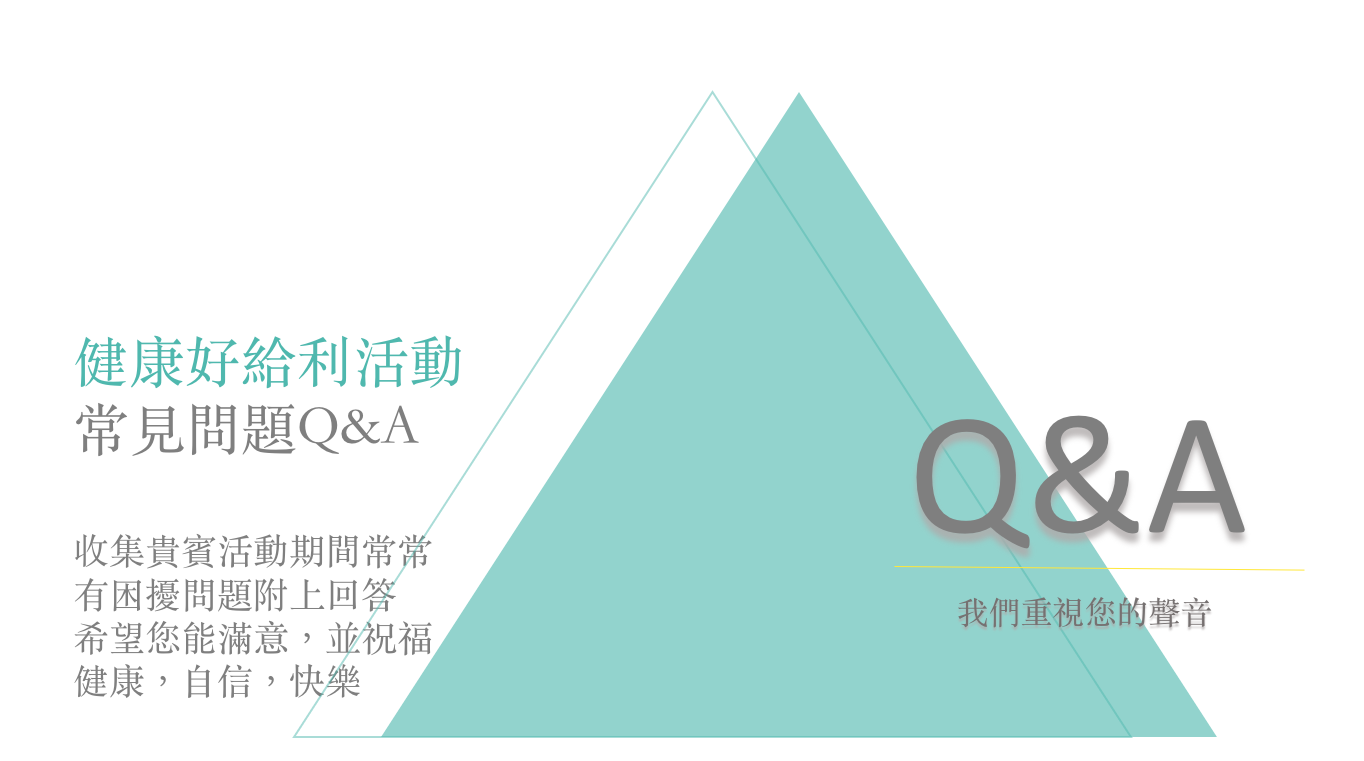 健康好給利活動
常見問題Q&A
收集貴賓活動期間常常
有困擾問題附上回答
希望您能滿意，並祝福
健康，自信，快樂
Q&A
我們重視您的聲音